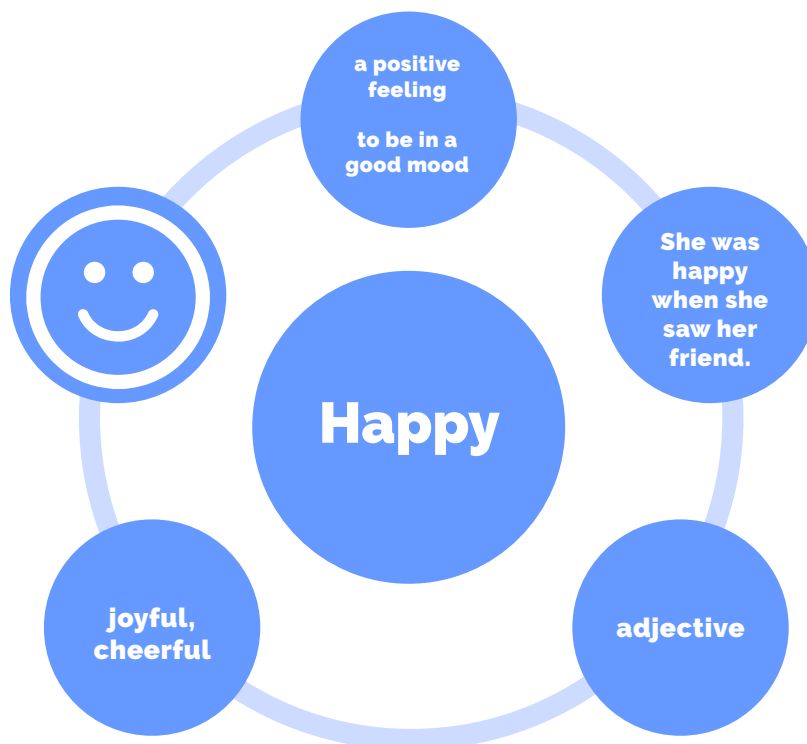 a positive
feeling
to be in a
good mood
She was
happy
when she
saw her
friend.
Happy
joyful,
cheerful
adjective